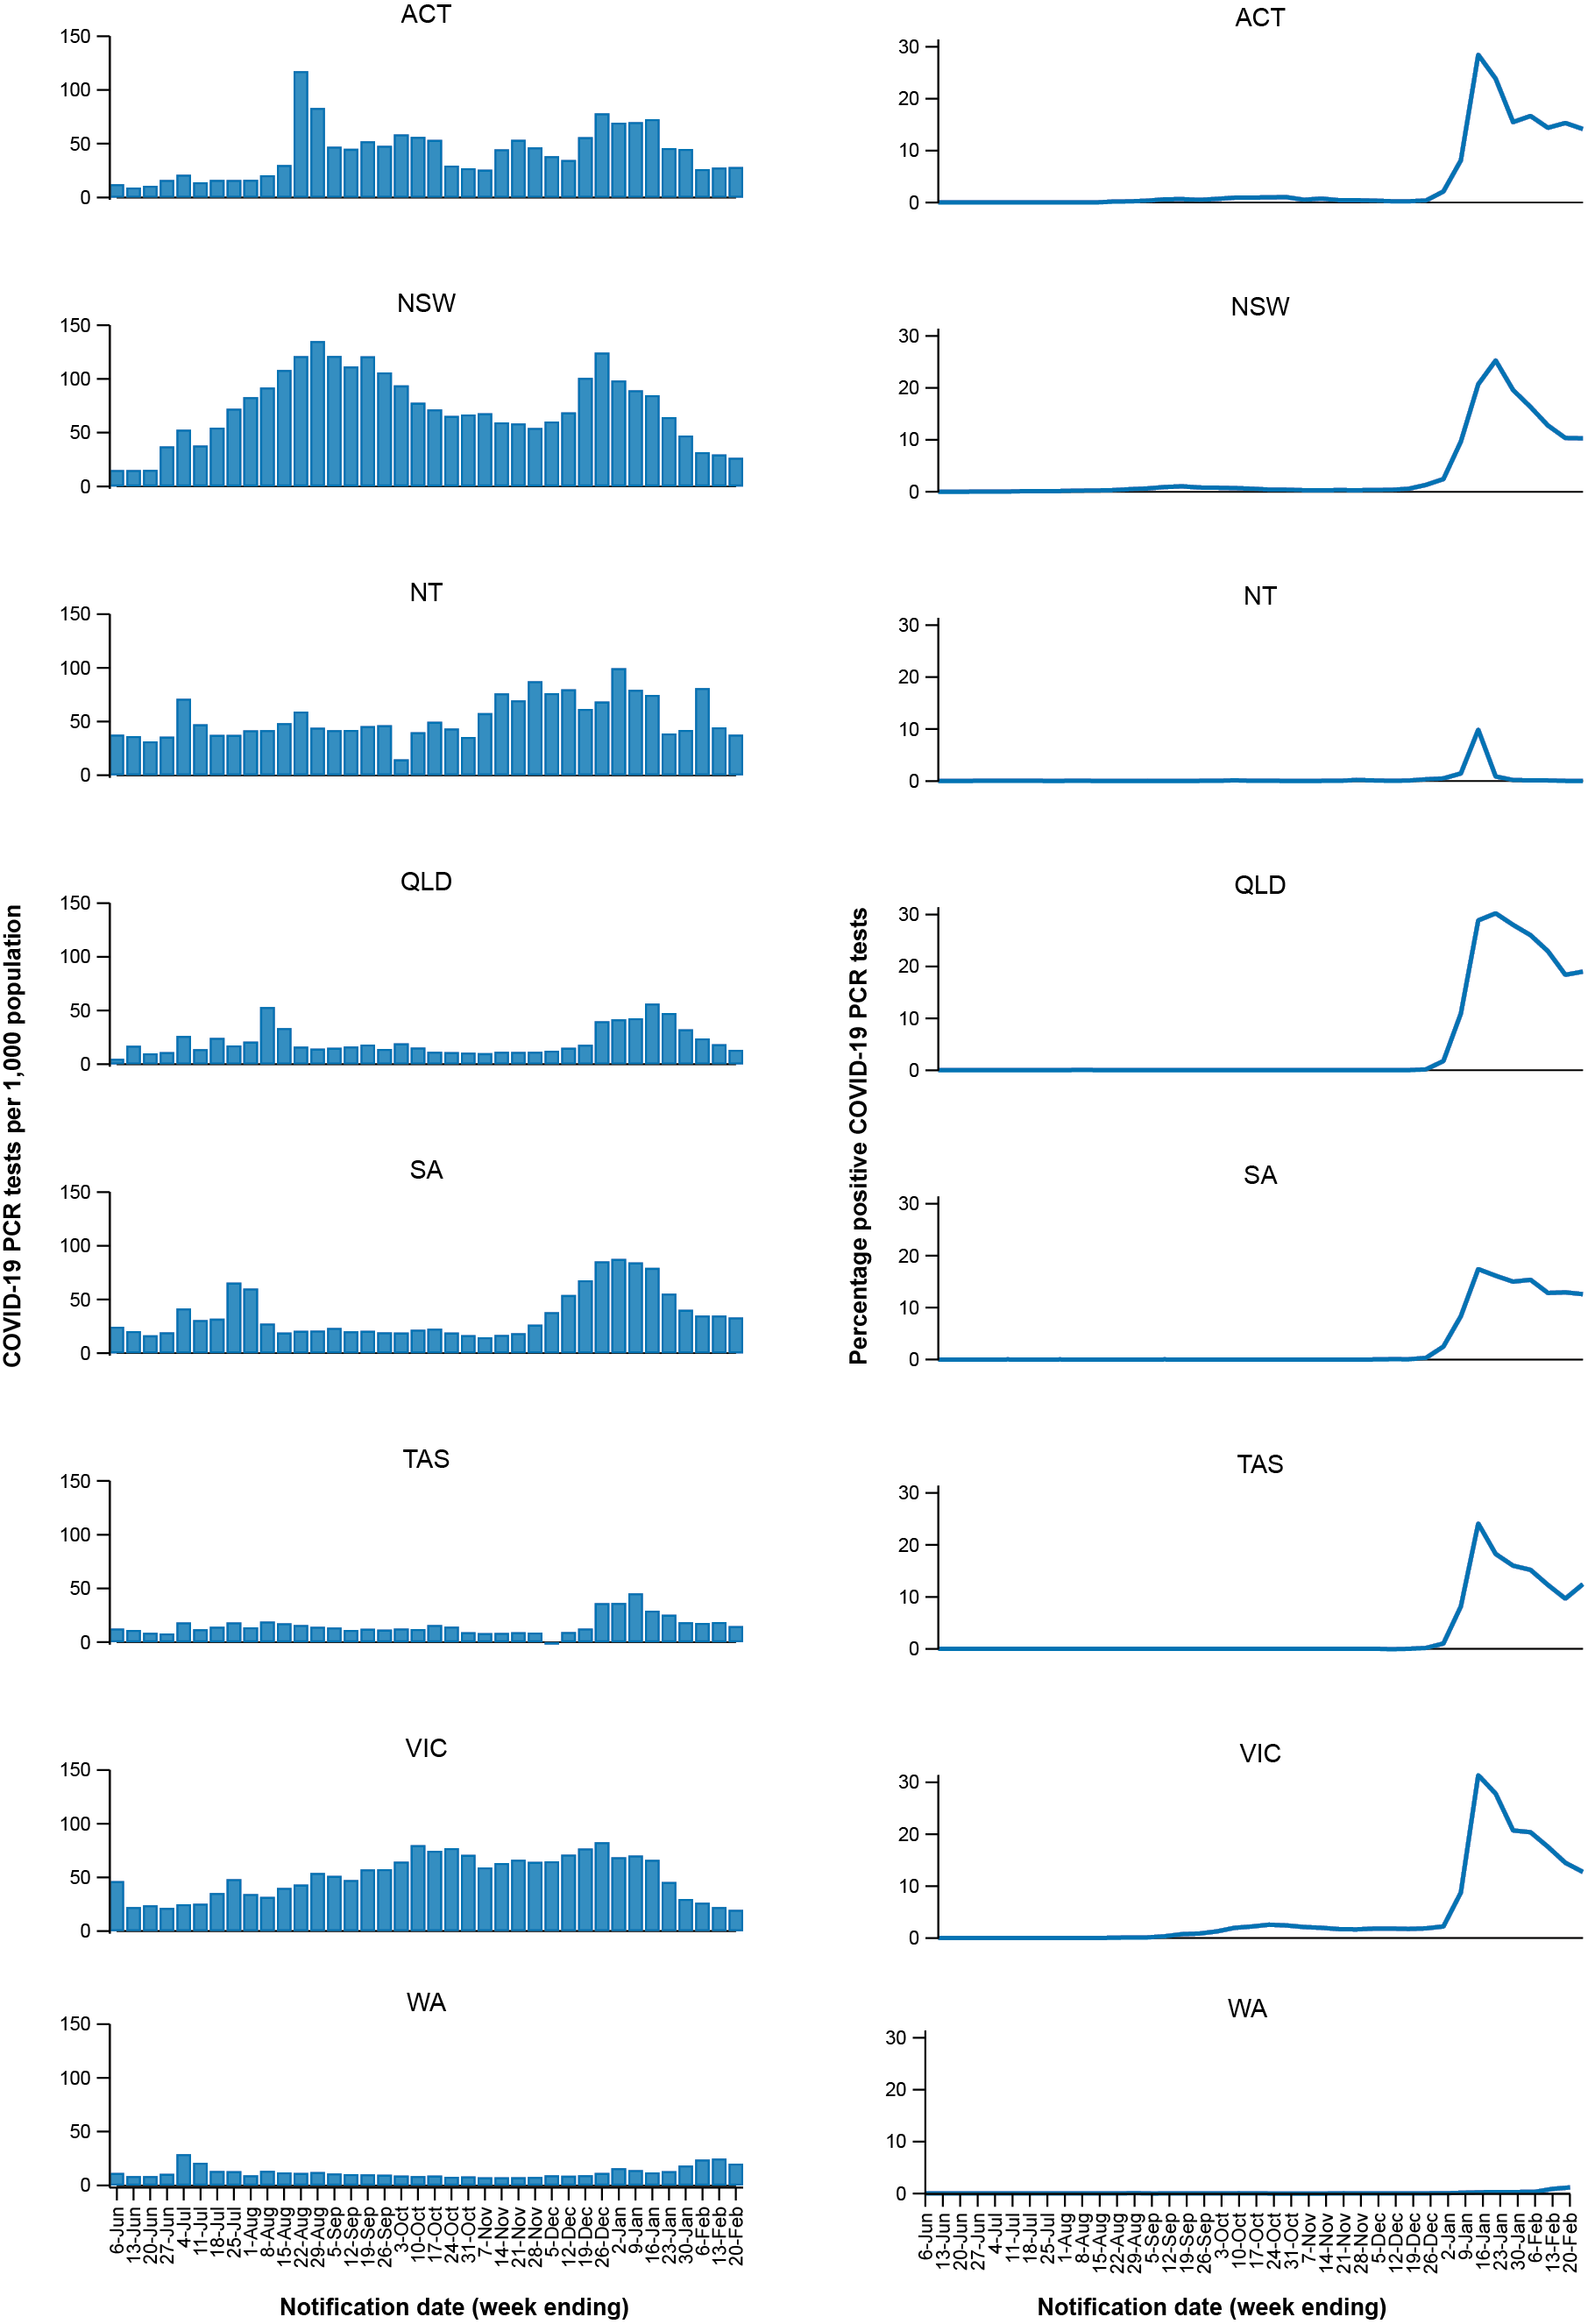 ACT
150
100
50
0
ACT
30
20
10
0
NSW
150
100
50
0
NSW
30
20
10
0
NT
150
100
50
0
NT
30
20
10
0
QLD
150
100
50
0
QLD
30
20
10
0
COVID-19 PCR tests per 1,000 population
Percentage positive COVID-19 PCR tests
SA
150
100
50
0
SA
30
20
10
0
TAS
150
100
50
0
TAS
30
20
10
0
VIC
150
100
50
0
VIC
30
20
10
0
WA
150
100
50
0
WA
30
20
10
0
6-Jun
13-Jun
20-Jun
27-Jun
4-Jul
11-Jul
18-Jul
25-Jul
1-Aug
8-Aug
15-Aug
22-Aug
29-Aug
5-Sep
12-Sep
19-Sep
26-Sep
3-Oct
10-Oct
17-Oct
24-Oct
31-Oct
7-Nov
14-Nov
21-Nov
28-Nov
5-Dec
12-Dec
19-Dec
26-Dec
2-Jan
9-Jan
16-Jan
23-Jan
30-Jan
6-Feb
13-Feb
20-Feb
Notification date (week ending)
6-Jun
13-Jun
20-Jun
27-Jun
4-Jul
11-Jul
18-Jul
25-Jul
1-Aug
8-Aug
15-Aug
22-Aug
29-Aug
5-Sep
12-Sep
19-Sep
26-Sep
3-Oct
10-Oct
17-Oct
24-Oct
31-Oct
7-Nov
14-Nov
21-Nov
28-Nov
5-Dec
12-Dec
19-Dec
26-Dec
2-Jan
9-Jan
16-Jan
23-Jan
30-Jan
6-Feb
13-Feb
20-Feb
Notification date (week ending)